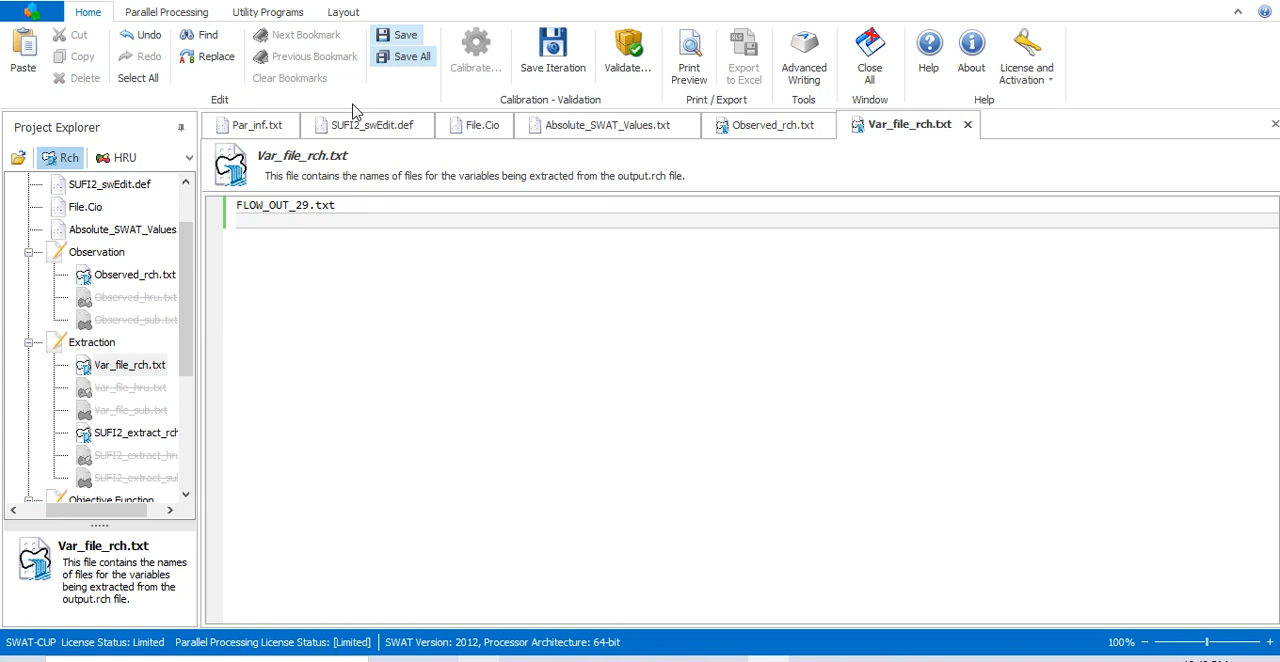 Home Parallel Processing Utility Programs Layout
Paste
Cut
Copy
Delete
Undo
Redo
Select All
Find
Replace
Next Bookmark
Previous Bookmark
Clear Bookmarks
Save
Save All
Edit
Calibrate...
Save Iteration
Validate...
Calibration - Validation
Print
Preview
Export
to Excel
Print / Export
Advanced
Writing
Tools
Close
All
Window
Help
About
License and
Activation
Help
Project Explorer
Rch HRU
SUFI2_swEdit.def
File.Cio
Absolute_SWAT_Values
Observation
Observed_rch.txt
Observed_hru.txt
Observed_sub.txt
Extraction
Var_file_rch.txt
Var_file_hru.txt
Var_file_sub.txt
SUFI2_extract_rch
SUFI2_extract_hru
SUFI2_extract_sul
Objective Function
Var_file_rch.txt
This file contains the names
of files for the variables
being extracted from the
output.rch file.
Par_inf.txt SUFI2_swEdit.def File.Cio Absolute_SWAT_Values.txt Observed_rch.txt Var_file_rch.txt
Var_file_rch.txt
This file contains the names of files for the variables being extracted from the output.rch file.
FLOW_OUT_29.txt
SWAT-CUP License Status: Limited Parallel Processing License Status: [Limited] SWAT Version: 2012, Processor Architecture: 64-bit 100%